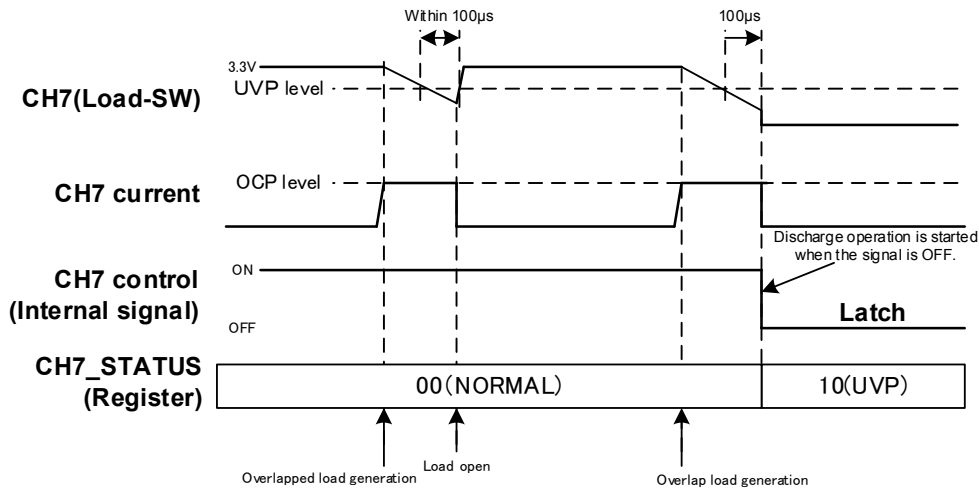 Within 100μs
100μs
3.3V
UVP level
CH7(Load-SW)
OCP level
CH7 current
Discharge operation is started
when the signal is OFF.
ON
CH7 control
(Internal signal)
OFF
Latch
CH7_STATUS
(Register)
00(NORMAL)
10(UVP)
Overlapped load generation
Load open
Overlap load generation